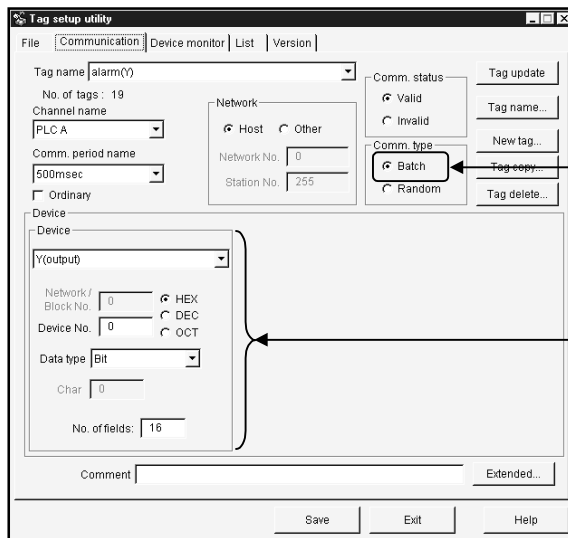 Tag setup utility
File Communication Device monitor List Version
Tag name alarm(Y)
No. of tags : 19
Channel name
PLC A
Comm. period name
500msec
Ordinary
Network
Host Other
Network No. 0
Station No. 255
Comm. status
Valid
Invalid
Comm. type
Batch
Random
Tag update
Tag name...
New tag...
Tag copy...
Tag delete...
Device
Device
Y(output)
Network /
Block No. 0
HEX
DEC
OCT
Device No. 0
Data type Bit
Char 0
No. of fields: 16
Comment
Extended...
Save Exit Help